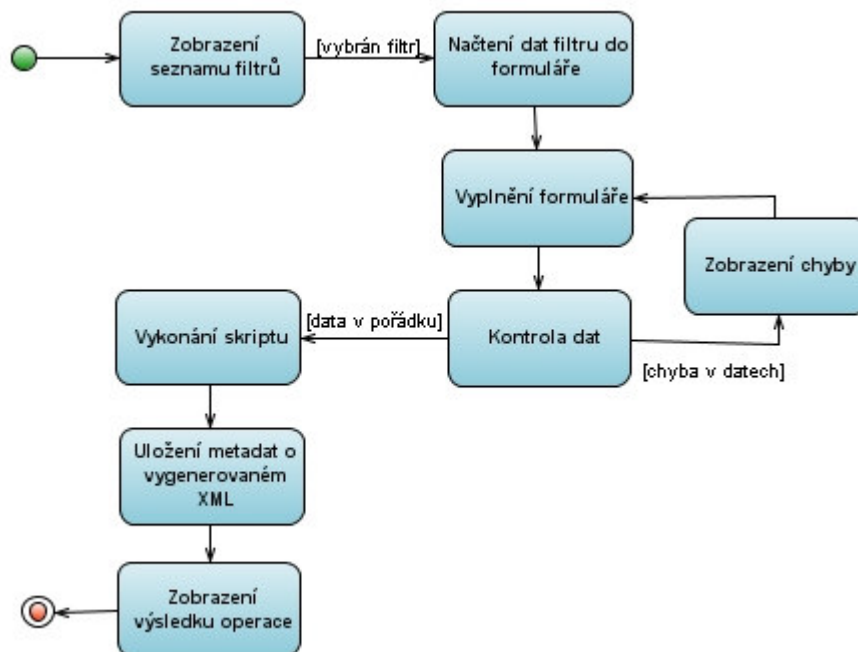 Zobrazení
seznamu filtrů
[vybrán filtr]
Načtení dat filtru do
formuláře
Vyplnění formuláře
Zobrazení chyby
Vykonání skriptu
[data v pořádku]
Kontrola dat
[chyba v datech]
Uložení metadat o
vygenerovaném
XML
Zobrazení
výsledku operace